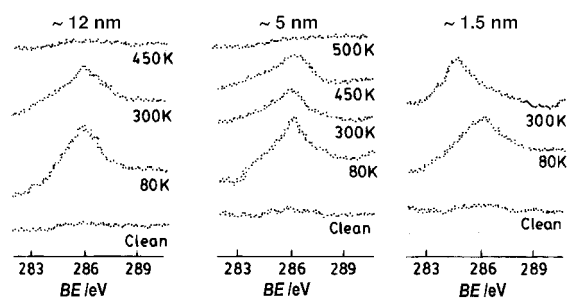 ~ 12 nm
450K
300K
80K
Clean
283 286 289
BE/eV
~ 5 nm
500K
450K
300K
80K
Clean
283 286 289
BE/eV
~ 1.5 nm
300K
80K
Clean
283 286 289
BE/eV